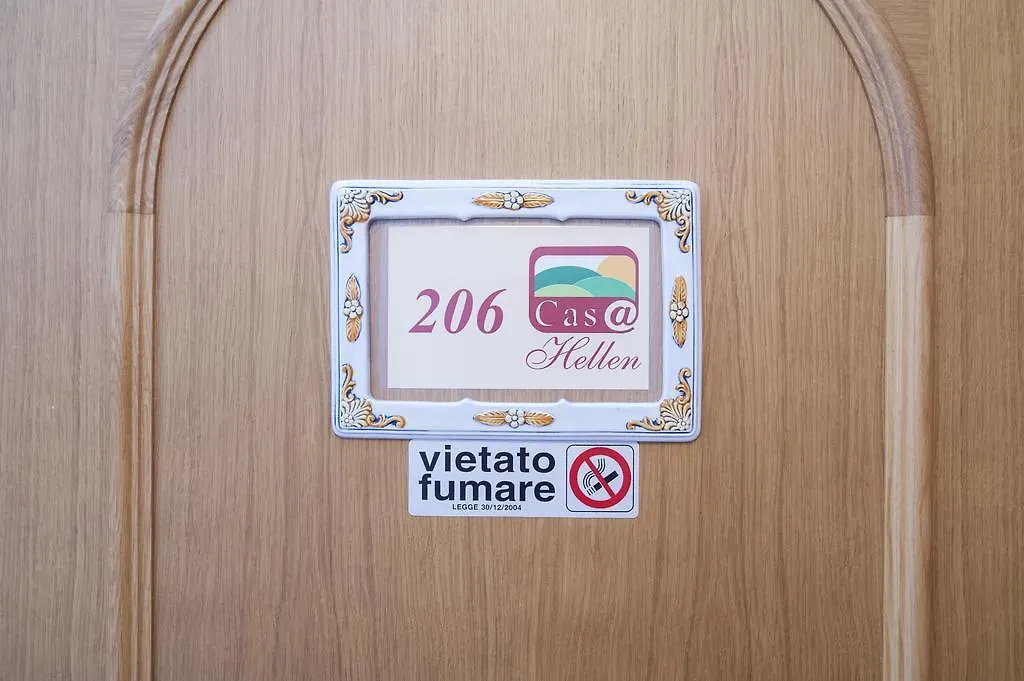 206
Cas@
Hellen
vietato
fumare
LEGGE 30/12/2004